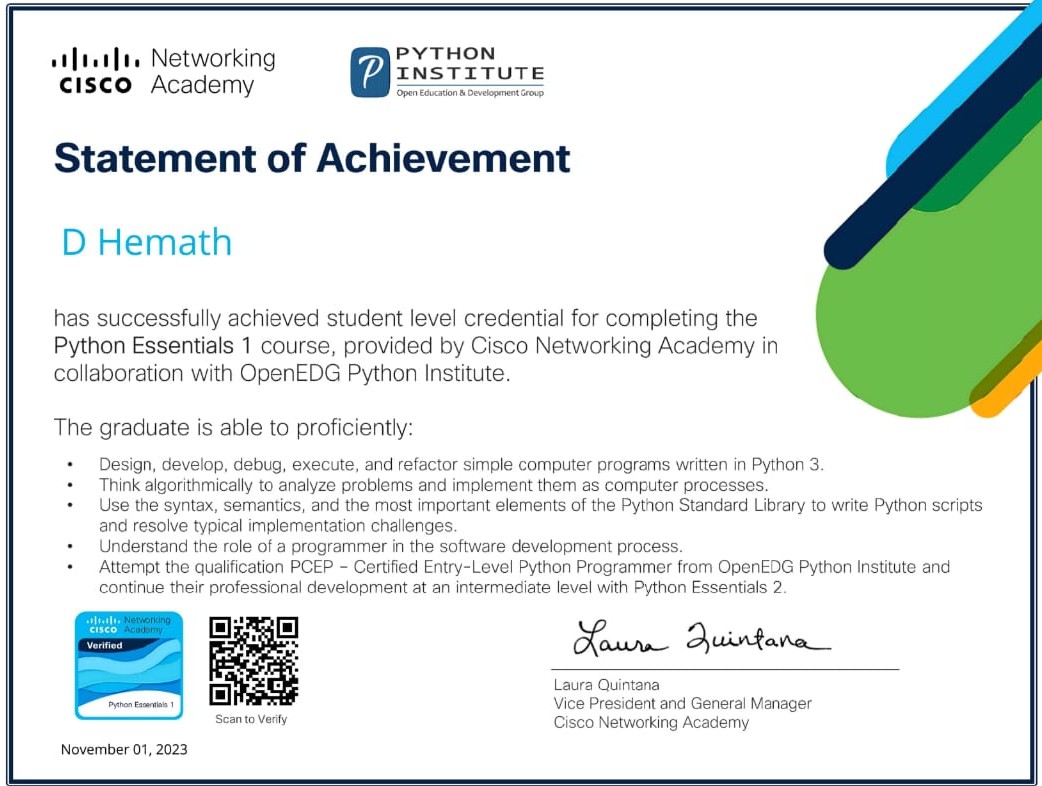 Networking
CISCO Academy
PYTHON
INSTITUTE
Open Education & Development Group
Statement of Achievement
D Hemath
has successfully achieved student level credential for completing the
Python Essentials 1 course, provided by Cisco Networking Academy in
collaboration with OpenEDG Python Institute.
The graduate is able to proficiently:
• Design, develop, debug, execute, and refactor simple computer programs written in Python 3.
• Think algorithmically to analyze problems and implement them as computer processes.
• Use the syntax, semantics, and the most important elements of the Python Standard Library to write Python scripts
and resolve typical implementation challenges.
• Understand the role of a programmer in the software development process.
• Attempt the qualification PCEP – Certified Entry-Level Python Programmer from OpenEDG Python Institute and
continue their professional development at an intermediate level with Python Essentials 2.
Networking
CISCO Academy
Verified
Python Essentials 1
Scan to Verify
Laura Quintana
Laura Quintana
Vice President and General Manager
Cisco Networking Academy
November 01, 2023